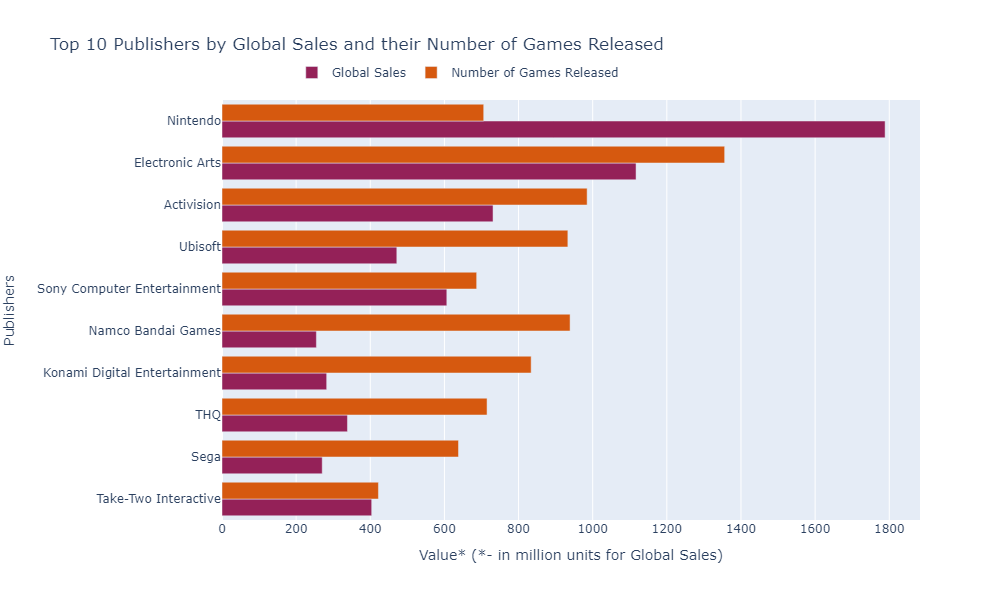 Top 10 Publishers by Global Sales and their Number of Games Released
Global Sales Number of Games Released
Publishers
Nintendo
Electronic Arts
Activision
Ubisoft
Sony Computer Entertainment
Namco Bandai Games
Konami Digital Entertainment
THQ
Sega
Take-Two Interactive
0 200 400 600 800 1000 1200 1400 1600 1800
Value* (*- in million units for Global Sales)